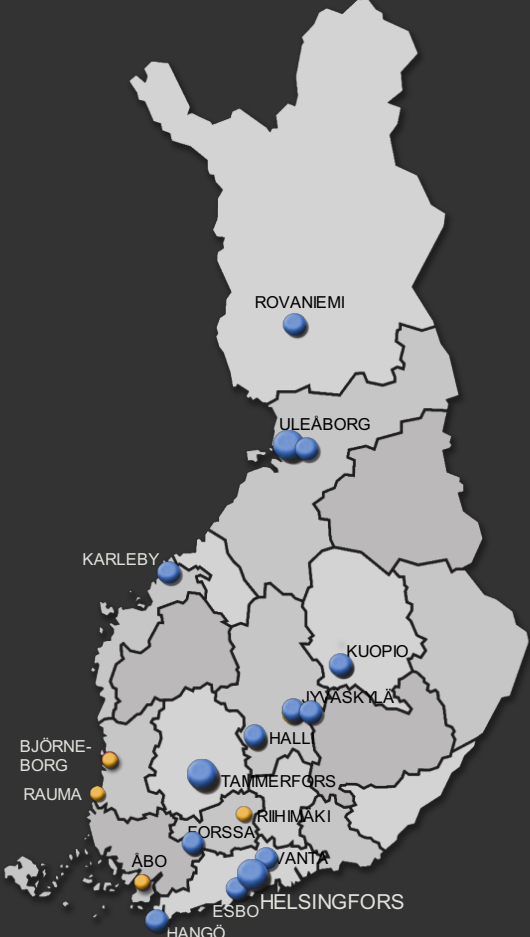 ROVANIEMI
ULEÅBORG
KARLEBY
KUOPIO
JYVÄSKYLÄ
HALLI
BJÖRNE-
BORG
TAMMERFORS
RAUMA
RIIHIMÄKI
FORSSA
VANTA
ÅBO
HELSINGFORS
ESBO
HANGÖ